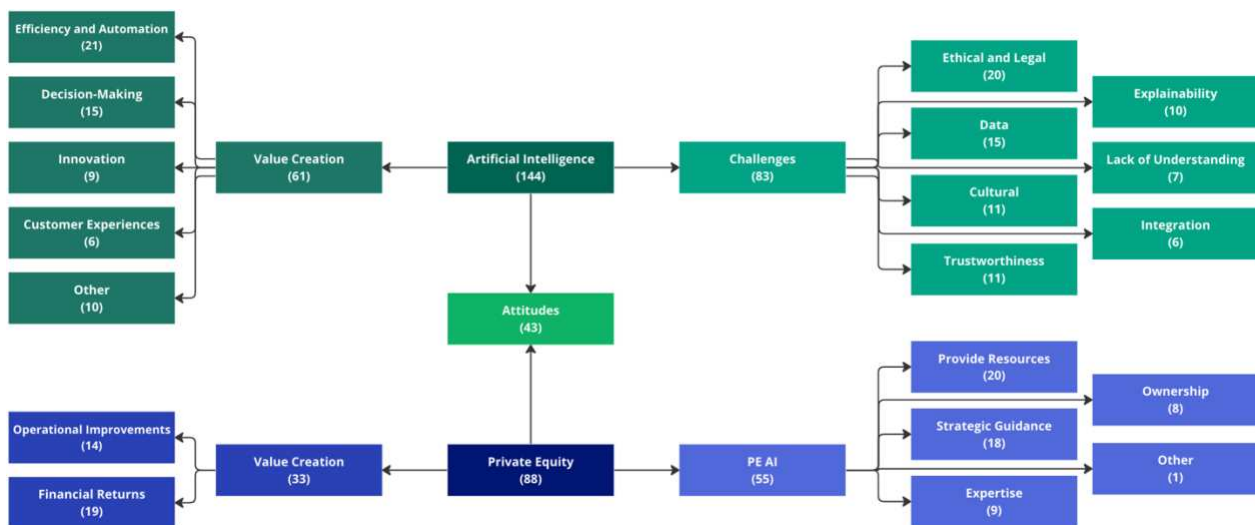 Efficiency and Automation
(21)
Decision-Making
(15)
Innovation
(9)
Customer Experiences
(6)
Other
(10)
Value Creation
(61)
Artificial Intelligence
(144)
Challenges
(83)
Ethical and Legal
(20)
Explainability
(10)
Data
(15)
Lack of Understanding
(7)
Cultural
(11)
Integration
(6)
Trustworthiness
(11)
Attitudes
(43)
Operational Improvements
(14)
Financial Returns
(19)
Value Creation
(33)
Private Equity
(88)
PE AI
(55)
Provide Resources
(20)
Ownership
(8)
Strategic Guidance
(18)
Other
(1)
Expertise
(9)